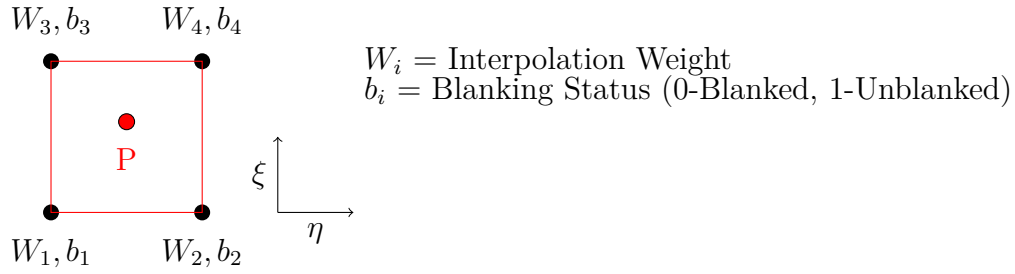 W₃, b₃
W₄, b₄
Wᵢ = Interpolation Weight
bᵢ = Blanking Status (0-Blanked, 1-Unblanked)
P
ξ
η
W₁, b₁
W₂, b₂